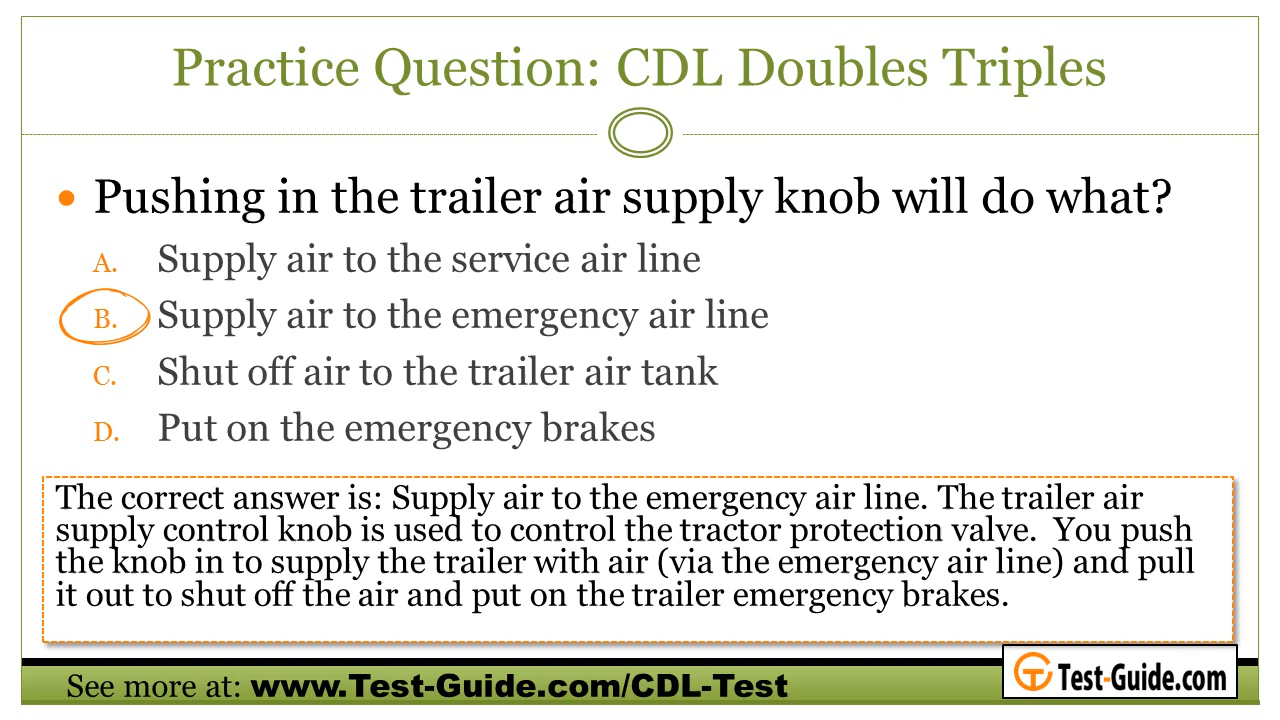 Practice Question: CDL Doubles Triples
• Pushing in the trailer air supply knob will do what?
A. Supply air to the service air line
B. Supply air to the emergency air line
C. Shut off air to the trailer air tank
D. Put on the emergency brakes
The correct answer is: Supply air to the emergency air line. The trailer air
supply control knob is used to control the tractor protection valve.  You push
the knob in to supply the trailer with air (via the emergency air line) and pull
it out to shut off the air and put on the trailer emergency brakes.
See more at: www.Test-Guide.com/CDL-Test
Test-Guide.com